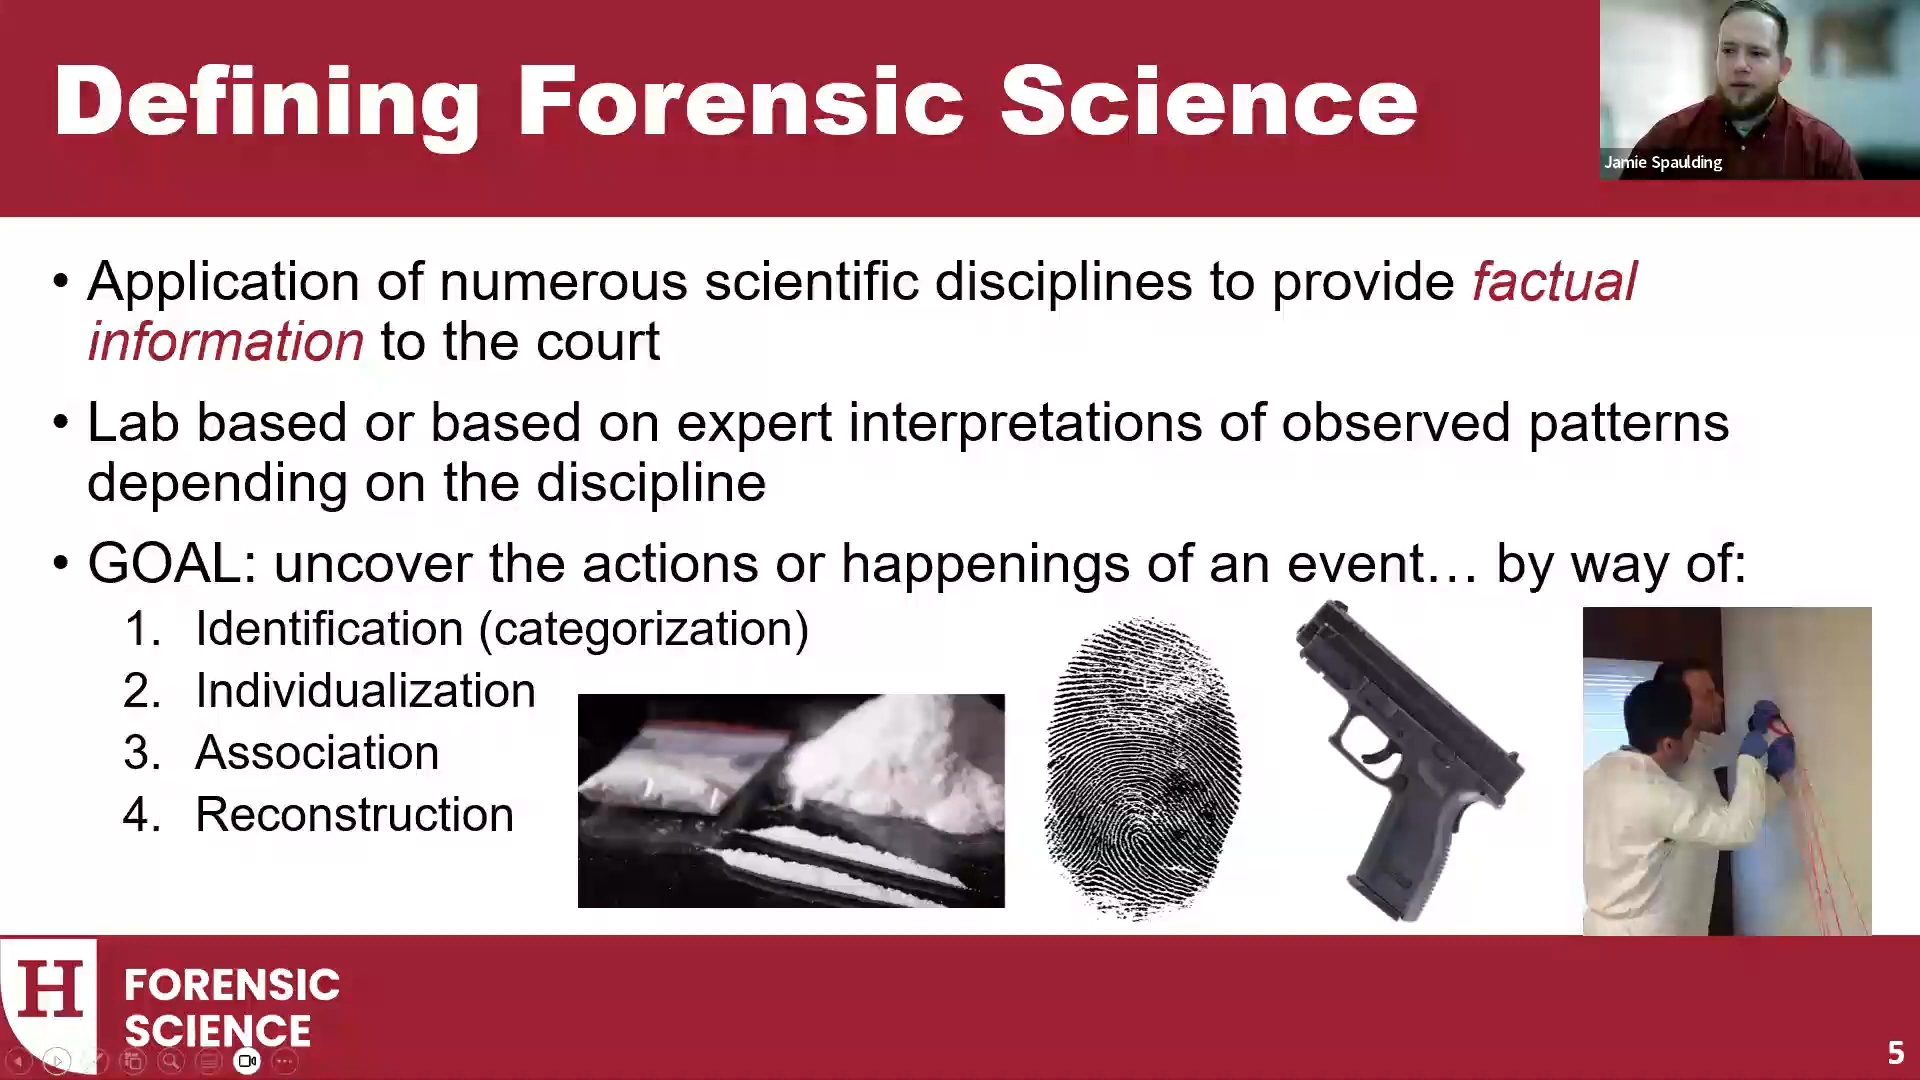 Defining Forensic Science
Jamie Spaulding
• Application of numerous scientific disciplines to provide factual
information to the court
• Lab based or based on expert interpretations of observed patterns
depending on the discipline
• GOAL: uncover the actions or happenings of an event… by way of:
1. Identification (categorization)
2. Individualization
3. Association
4. Reconstruction
H
FORENSIC
SCIENCE
5